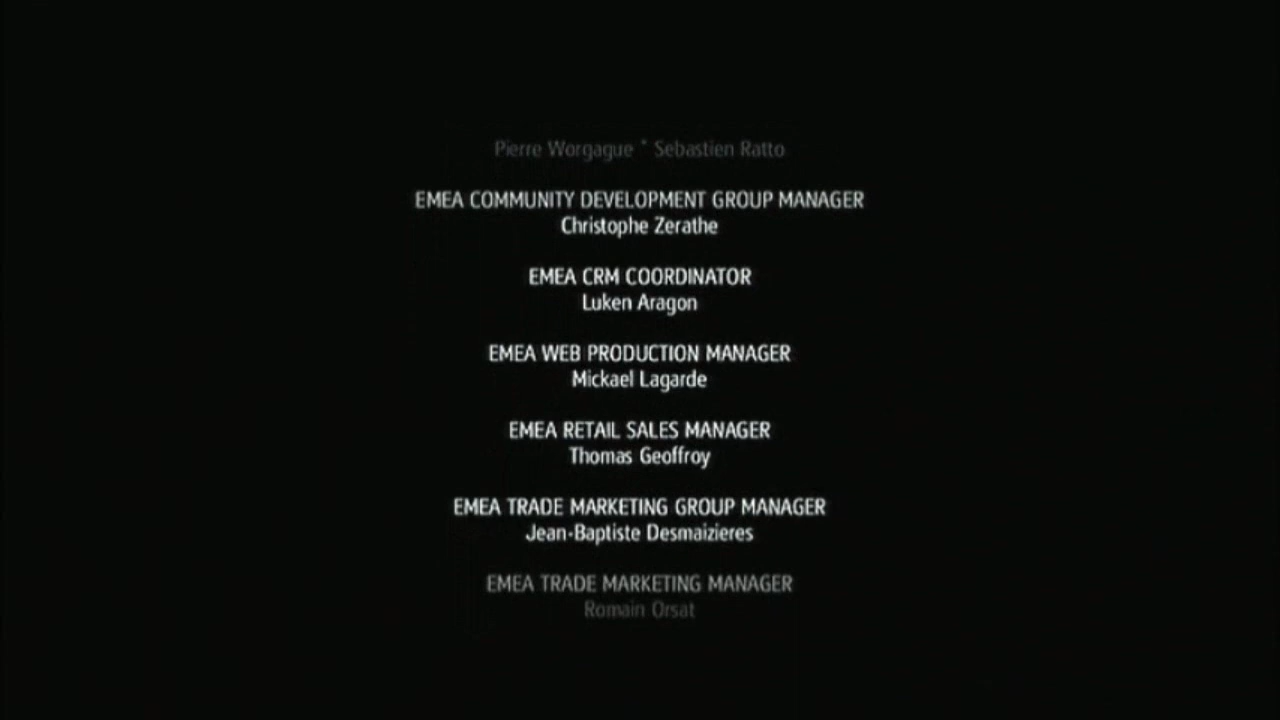 Pierre Worgague * Sebastien Ratto
EMEA COMMUNITY DEVELOPMENT GROUP MANAGER
Christophe Zerathe
EMEA CRM COORDINATOR
Luken Aragon
EMEA WEB PRODUCTION MANAGER
Mickael Lagarde
EMEA RETAIL SALES MANAGER
Thomas Geoffroy
EMEA TRADE MARKETING GROUP MANAGER
Jean-Baptiste Desmaizieres
EMEA TRADE MARKETING MANAGER
Romain Orsat